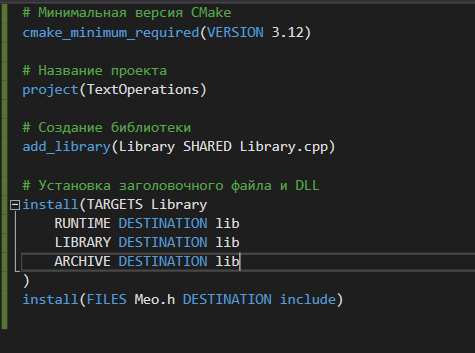 # Минимальная версия CMake
cmake_minimum_required(VERSION 3.12)
# Название проекта
project(TextOperations)
# Создание библиотеки
add_library(Library SHARED Library.cpp)
# Установка заголовочного файла и DLL
install(TARGETS Library
RUNTIME DESTINATION lib
LIBRARY DESTINATION lib
ARCHIVE DESTINATION lib
)
install(FILES Meo.h DESTINATION include)